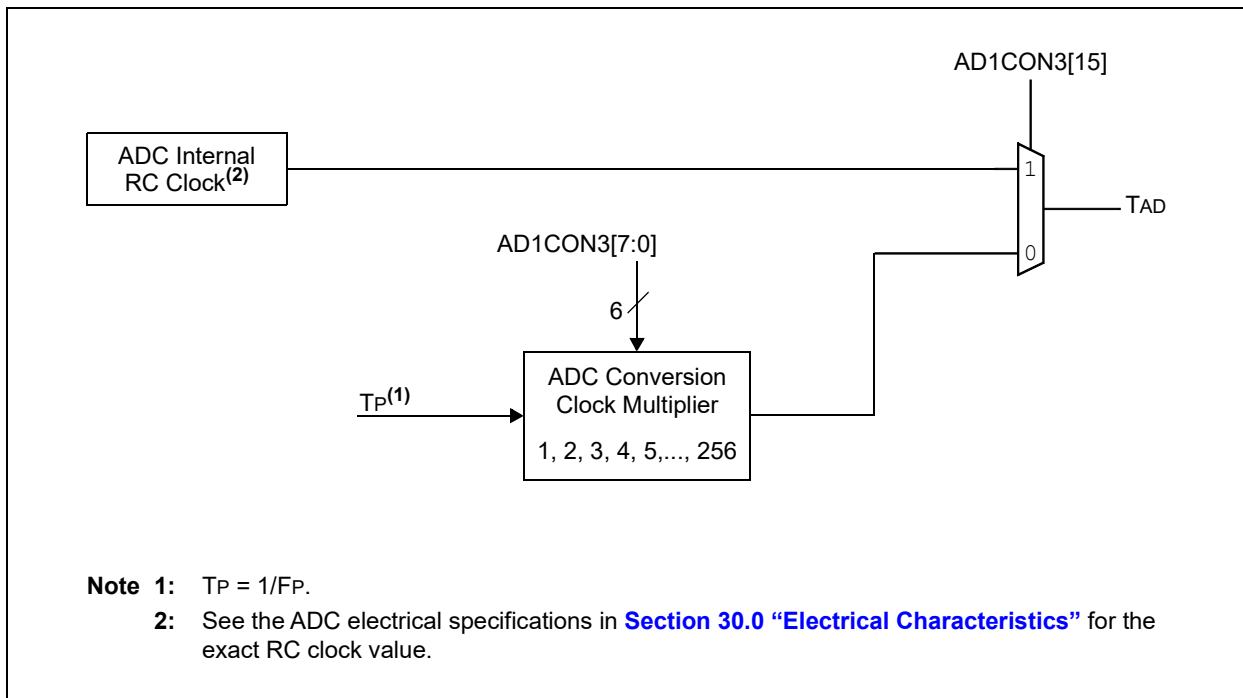 AD1CON3[15]
ADC Internal
RC Clock(2)
1
TAD
AD1CON3[7:0]
0
6
ADC Conversion
Clock Multiplier
TP(1)
1, 2, 3, 4, 5,..., 256
Note 1: TP = 1/FP.
2: See the ADC electrical specifications in Section 30.0 “Electrical Characteristics” for the
exact RC clock value.